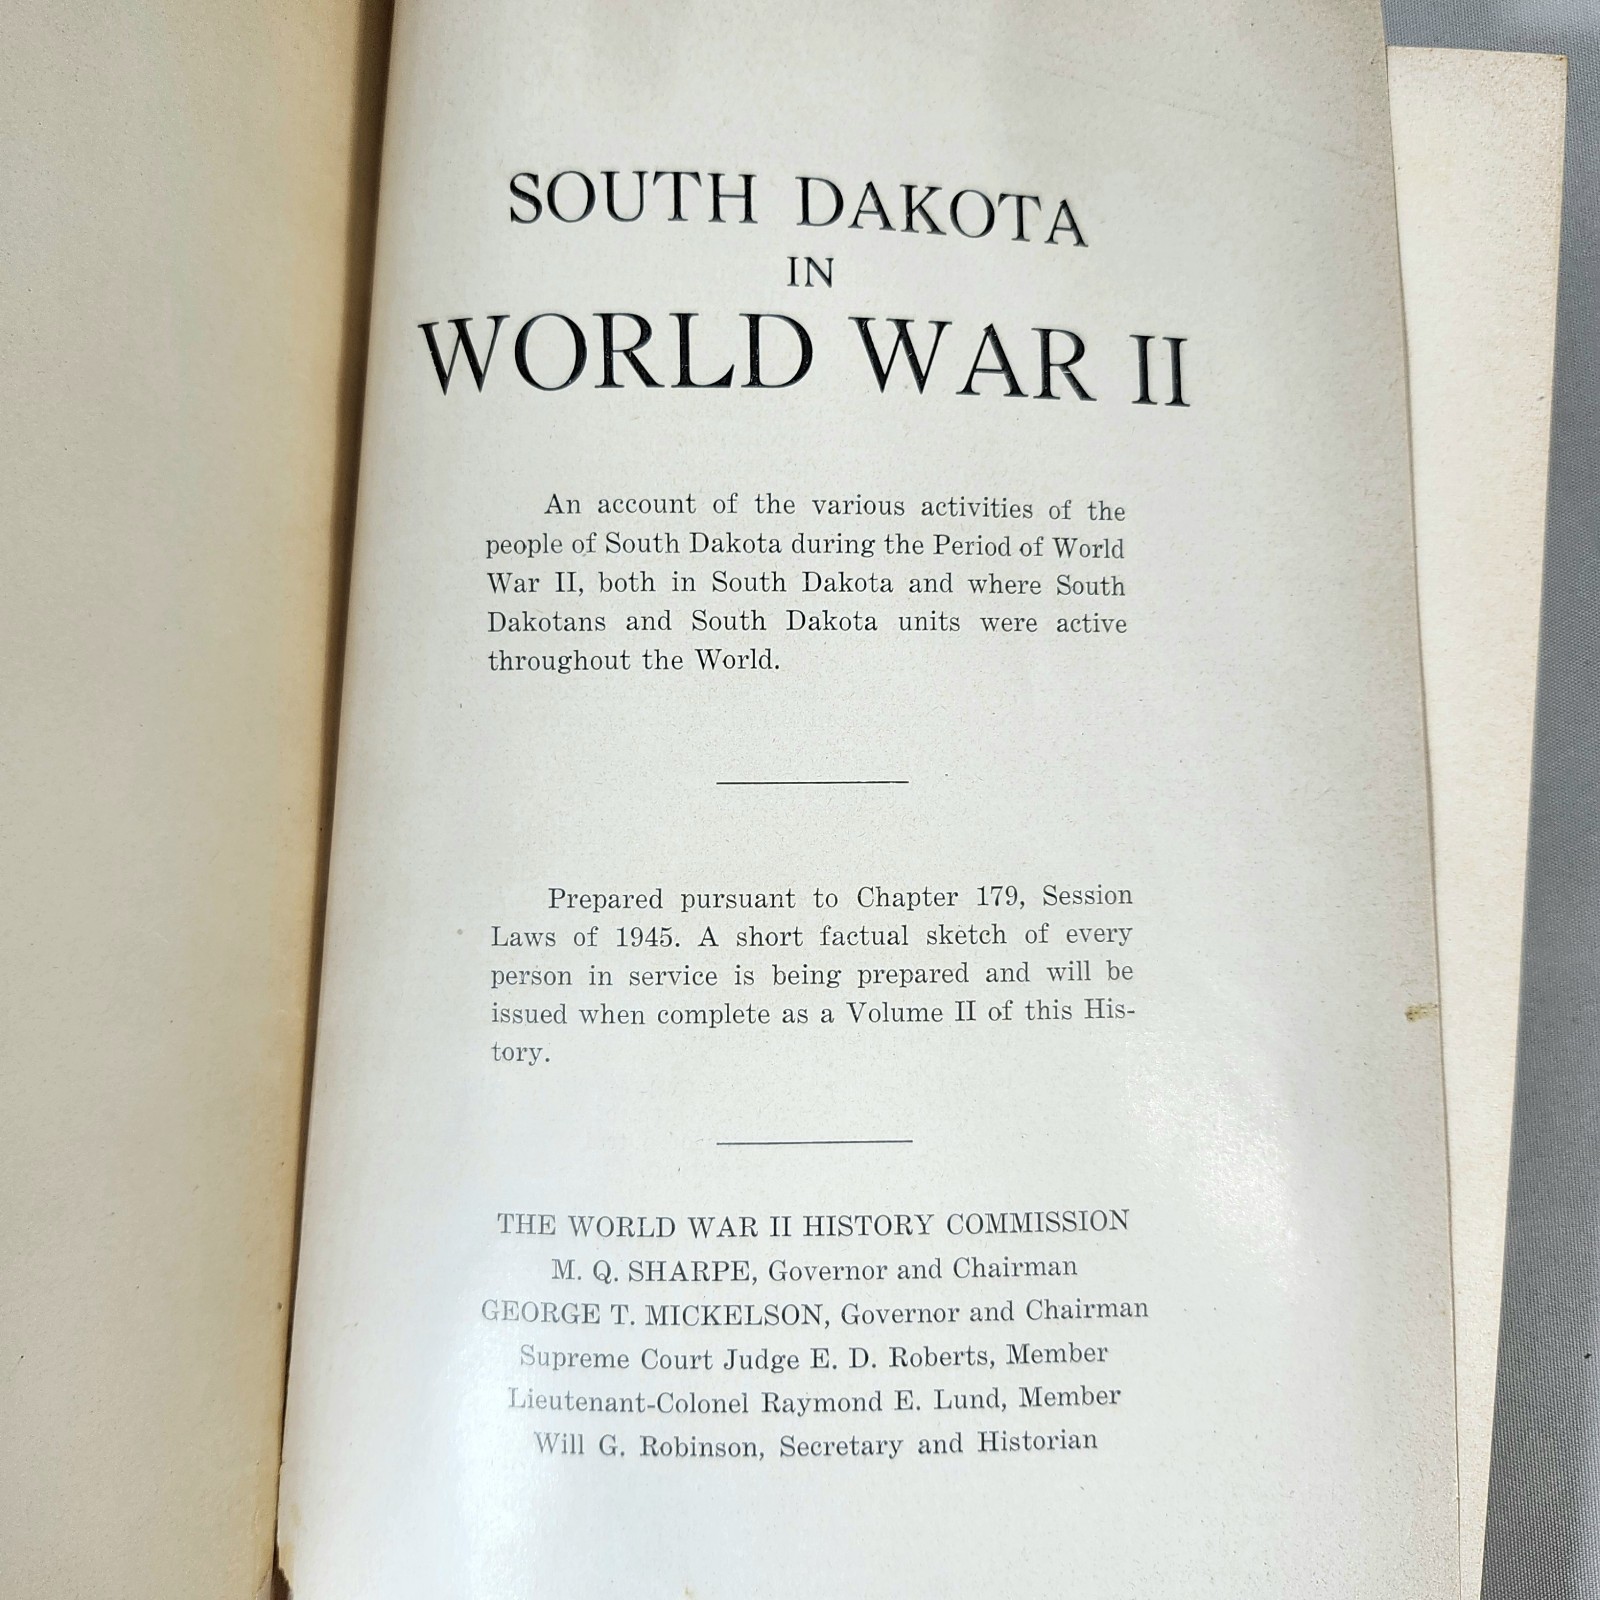 SOUTH DAKOTA
IN
WORLD WAR II
An account of the various activities of the
people of South Dakota during the Period of World
War II, both in South Dakota and where South
Dakotans and South Dakota units were active
throughout the World.
Prepared pursuant to Chapter 179, Session
Laws of 1945. A short factual sketch of every
person in service is being prepared and will be
issued when complete as a Volume II of this His-
tory.
THE WORLD WAR II HISTORY COMMISSION
M. Q. SHARPE, Governor and Chairman
GEORGE T. MICKELSON, Governor and Chairman
Supreme Court Judge E. D. Roberts, Member
Lieutenant-Colonel Raymond E. Lund, Member
Will G. Robinson, Secretary and Historian